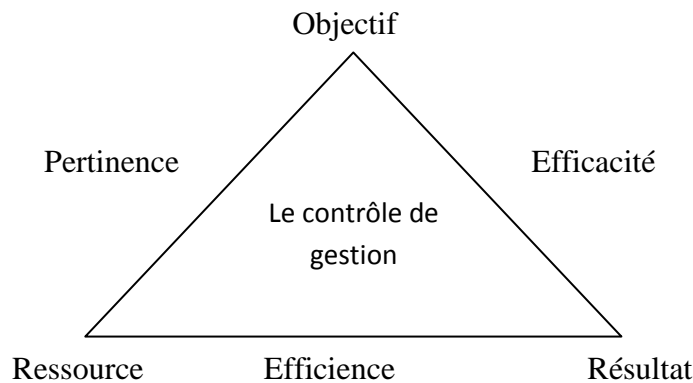 Objectif
Pertinence
Efficacité
Le contrôle de
gestion
Ressource
Efficience
Résultat